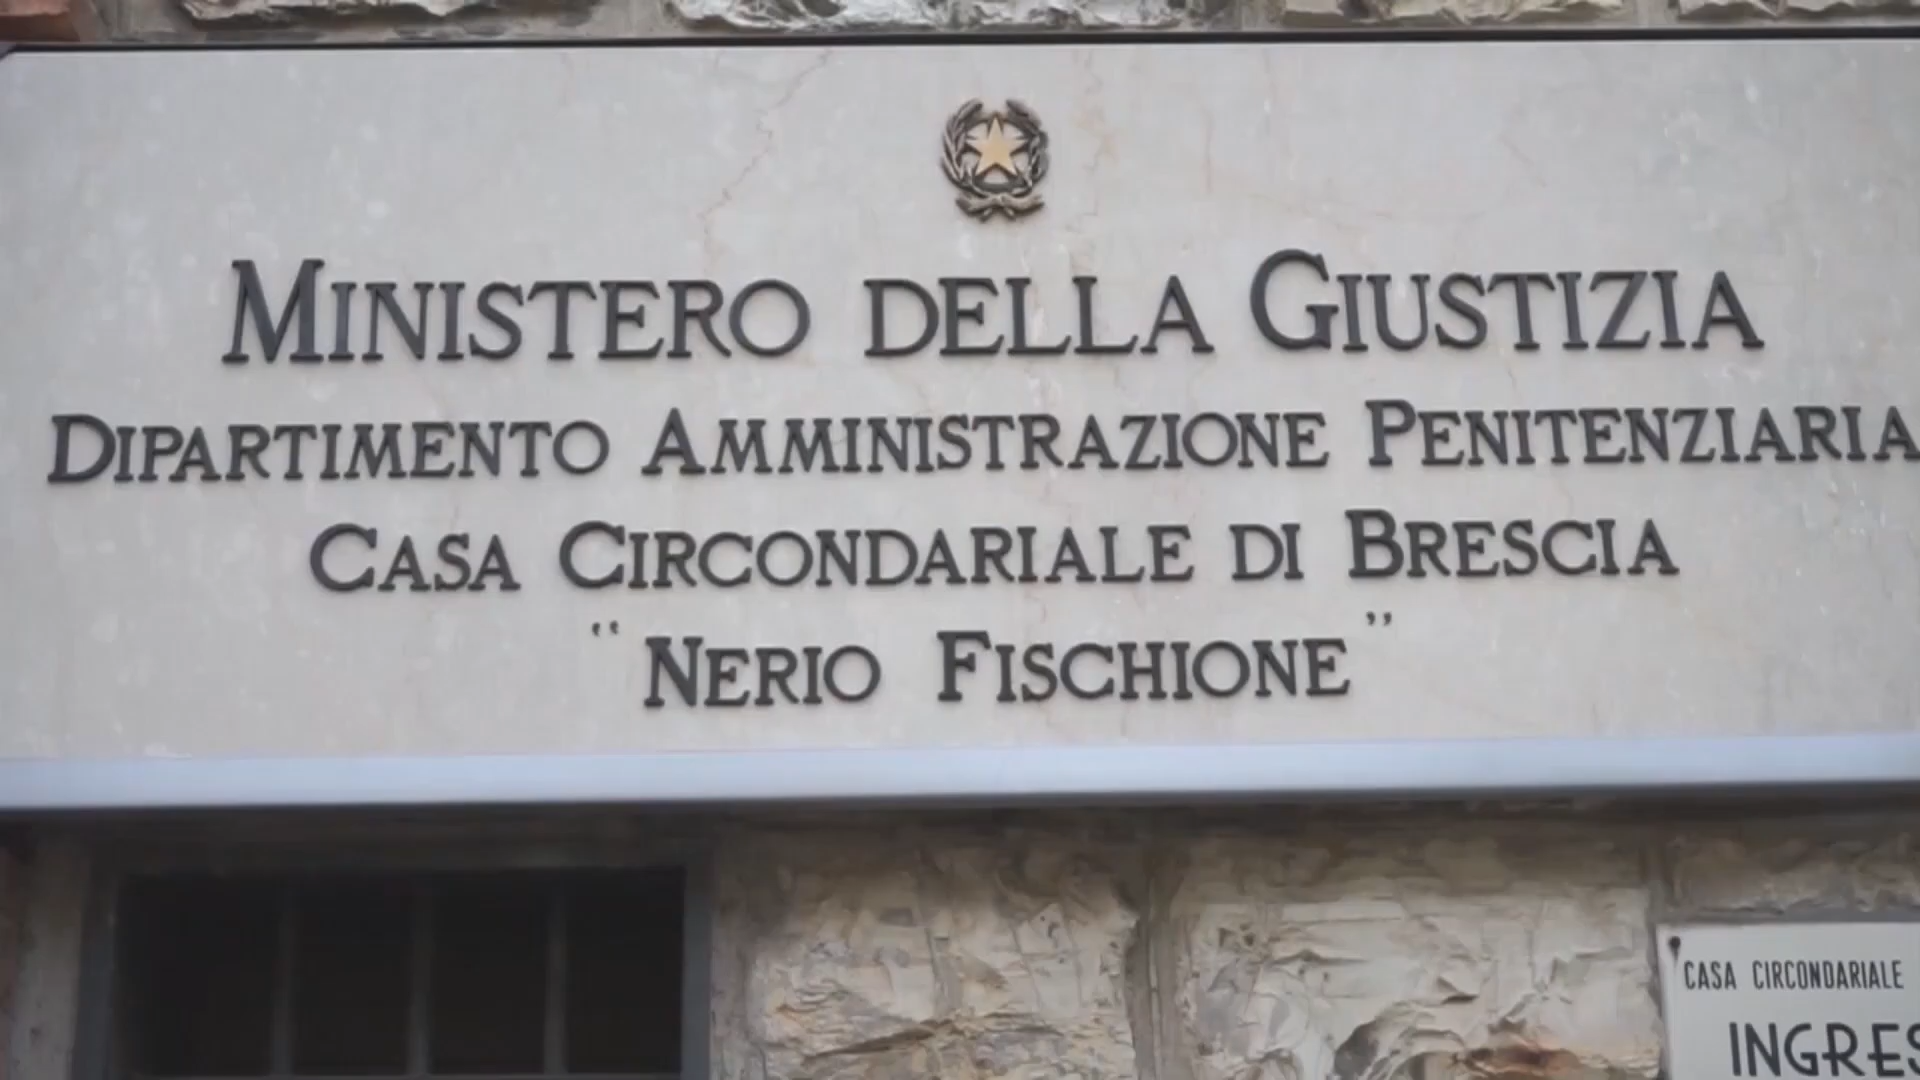 Ministero della Giustizia
Dipartimento Amministrazione Penitenziaria
Casa Circondariale di Brescia
"Nerio Fischione"
CASA CIRCONDARIALE